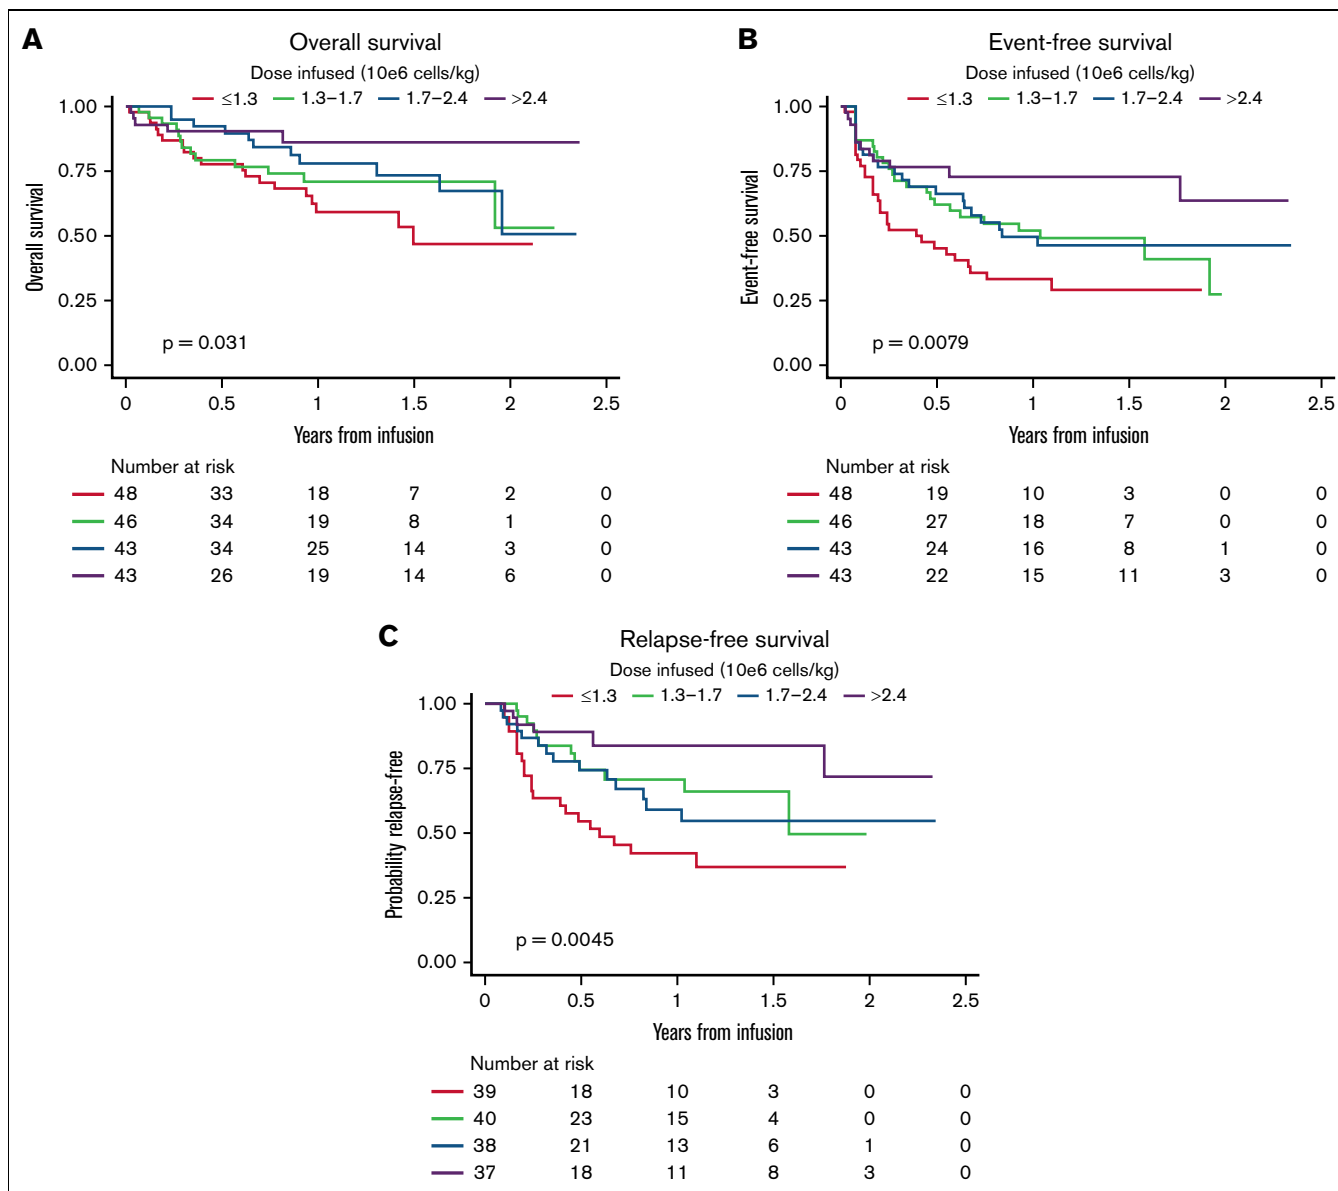 A
Overall survival
Dose infused (10e6 cells/kg)
≤1.3 1.3–1.7 1.7–2.4 >2.4
1.00
0.75
0.50
0.25
0.00
Overall survival
p = 0.031
0 0.5 1 1.5 2 2.5
Years from infusion
Number at risk
48 33 18 7 2 0
46 34 19 8 1 0
43 34 25 14 3 0
43 26 19 14 6 0
B
Event-free survival
Dose infused (10e6 cells/kg)
≤1.3 1.3–1.7 1.7–2.4 >2.4
1.00
0.75
0.50
0.25
0.00
Event-free survival
p = 0.0079
0 0.5 1 1.5 2 2.5
Years from infusion
Number at risk
48 19 10 3 0 0
46 27 18 7 0 0
43 24 16 8 1 0
43 22 15 11 3 0
C
Relapse-free survival
Dose infused (10e6 cells/kg)
≤1.3 1.3–1.7 1.7–2.4 >2.4
1.00
0.75
0.50
0.25
0.00
Probability relapse-free
p = 0.0045
0 0.5 1 1.5 2 2.5
Years from infusion
Number at risk
39 18 10 3 0 0
40 23 15 4 0 0
38 21 13 6 1 0
37 18 11 8 3 0